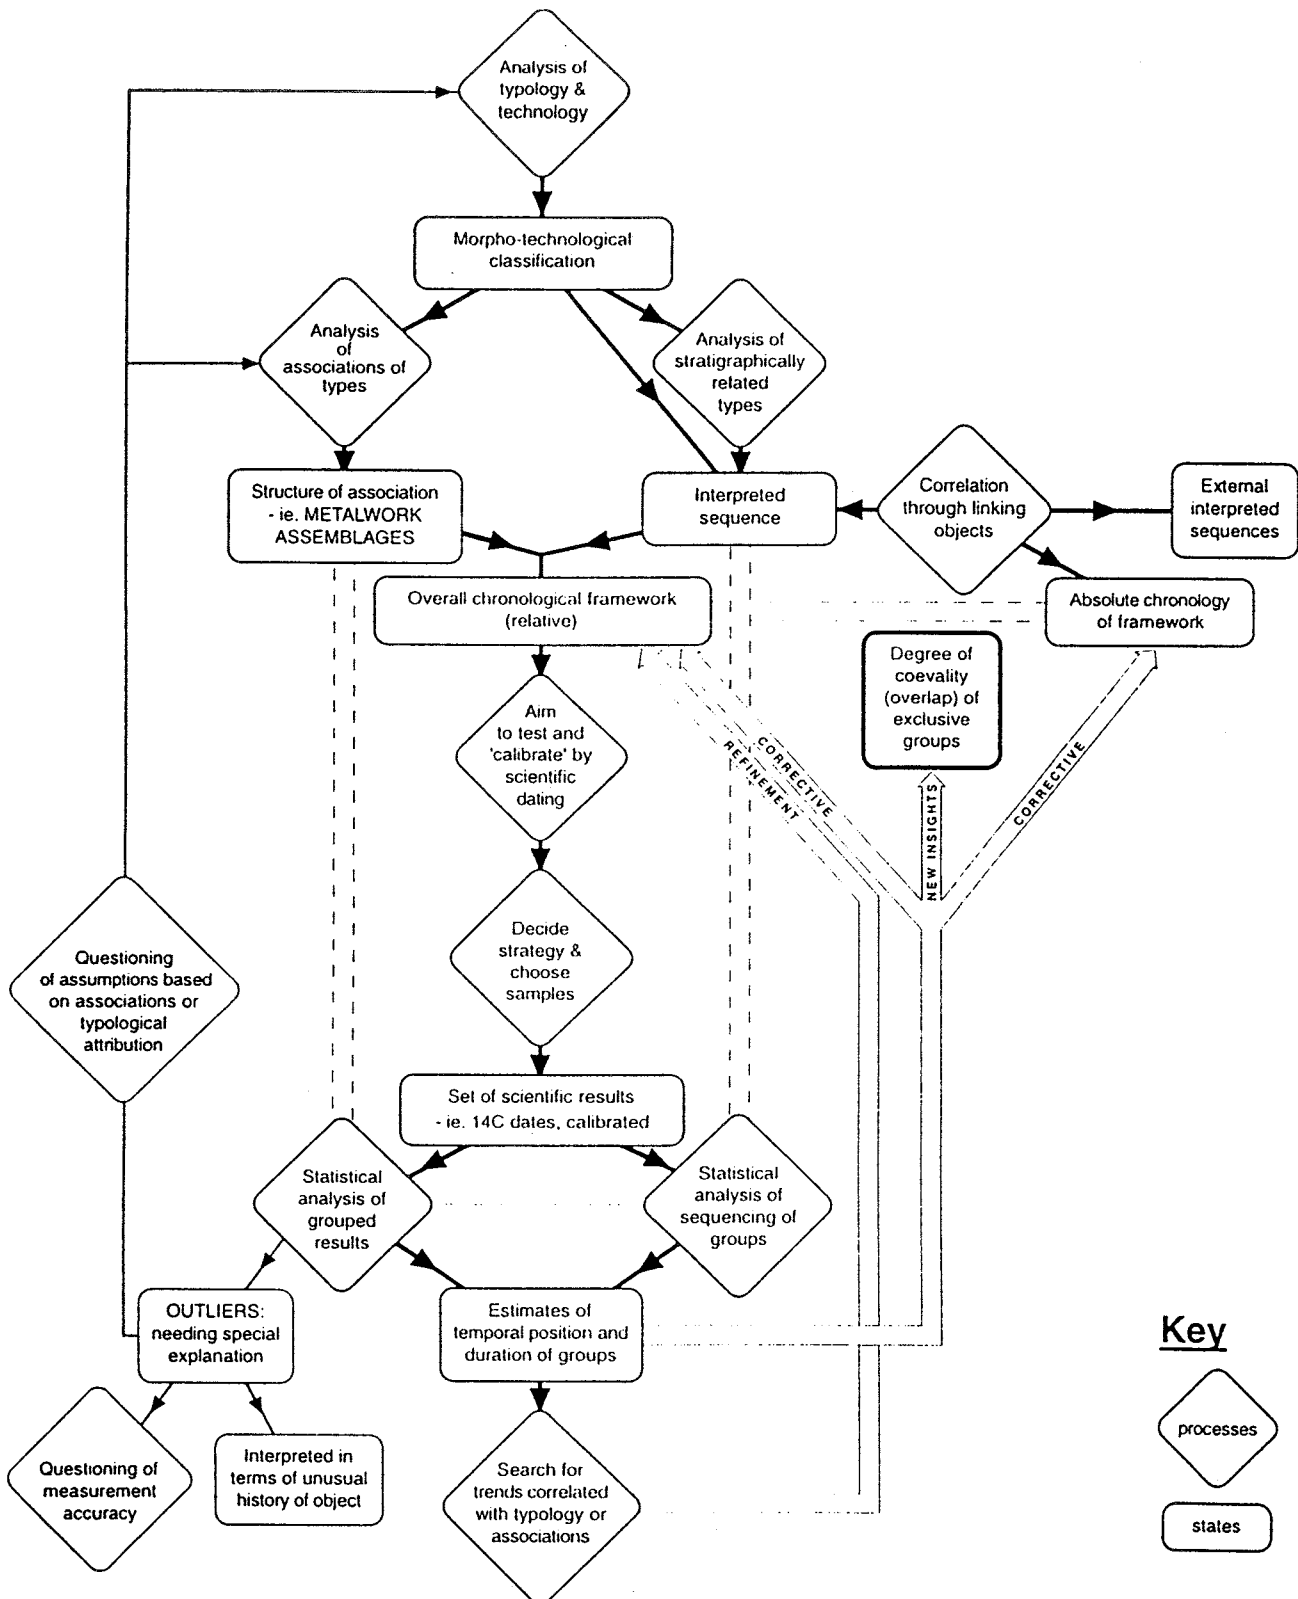 Analysis of
typology &
technology
Morpho-technological
classification
Analysis
of
associations of
types
Analysis of
stratigraphically
related
types
Structure of association
- ie. METALWORK
ASSEMBLAGES
Interpreted
sequence
Correlation
through linking
objects
External
interpreted
sequences
Overall chronological framework
(relative)
Absolute chronology
of framework
Degree of
coevality
(overlap) of
exclusive
groups
Aim
to test and
'calibrate' by
scientific
dating
CORRECTIVE
REFINEMENT
NEW INSIGHTS
CORRECTIVE
Decide
strategy &
choose
samples
Questioning
of assumptions based
on associations or
typological
attribution
Set of scientific results
- ie. 14C dates, calibrated
Statistical
analysis of
grouped
results
Statistical
analysis of
sequencing of
groups
OUTLIERS:
needing special
explanation
Estimates of
temporal position and
duration of groups
Questioning of
measurement
accuracy
Interpreted in
terms of unusual
history of object
Search for
trends correlated
with typology or
associations
Key
processes
states